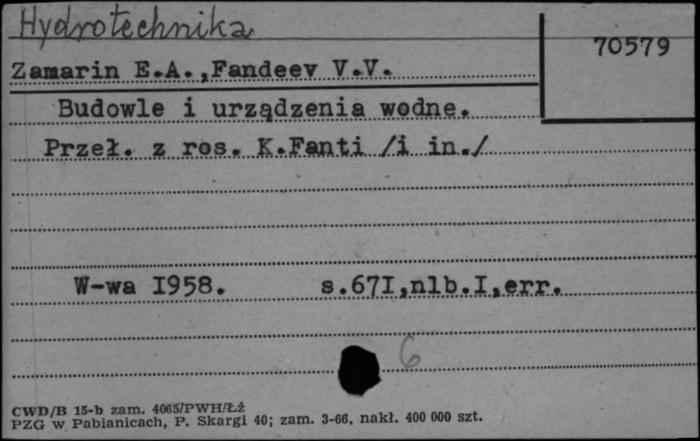 Hydrotechnika
70579
Zamarin E.A.,Fandeev V.V.
Budowle i urządzenia wodne.
Przeł. z ros. K.Fanti /i in./
W-wa I958. s.67I,nlb.I,err.
6
CWD/B 15-b zam. 4065/PWH/Łź
PZG w Pabianicach, P. Skargi 40; zam. 3-66, nakł. 400 000 szt.